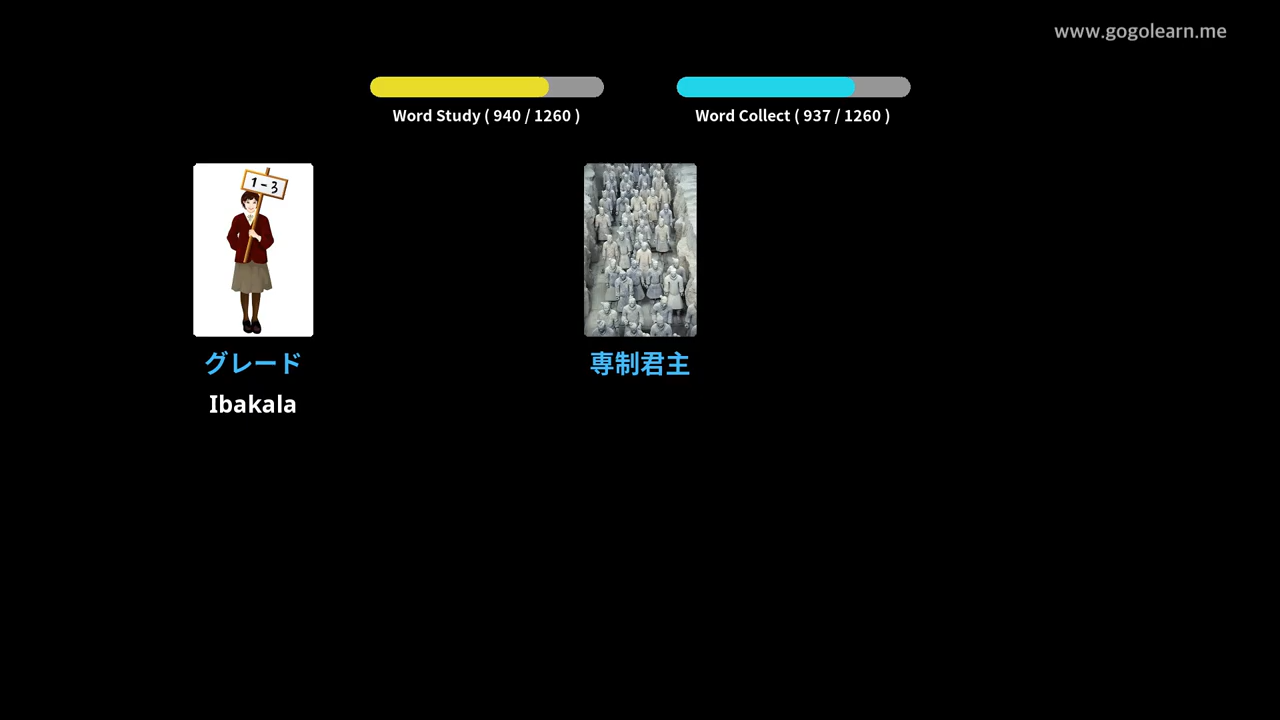 www.gogolearn.me
Word Study ( 940 / 1260 )
Word Collect ( 937 / 1260 )
1-3
グレード
Ibakala
専制君主